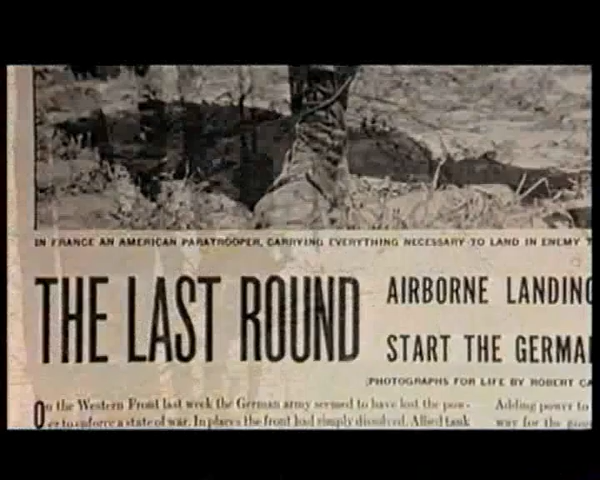 IN FRANCE AN AMERICAN PARATROOPER, CARRYING EVERYTHING NECESSARY TO LAND IN ENEMY T
THE LAST ROUND
AIRBORNE LANDING
START THE GERMA
(PHOTOGRAPHS FOR LIFE BY ROBERT CA
On the Western Front last week the German army seemed to have lost the pow-
er to enforce a state of war. In places the front had simply dissolved. Allied tank
Adding power to
way for the